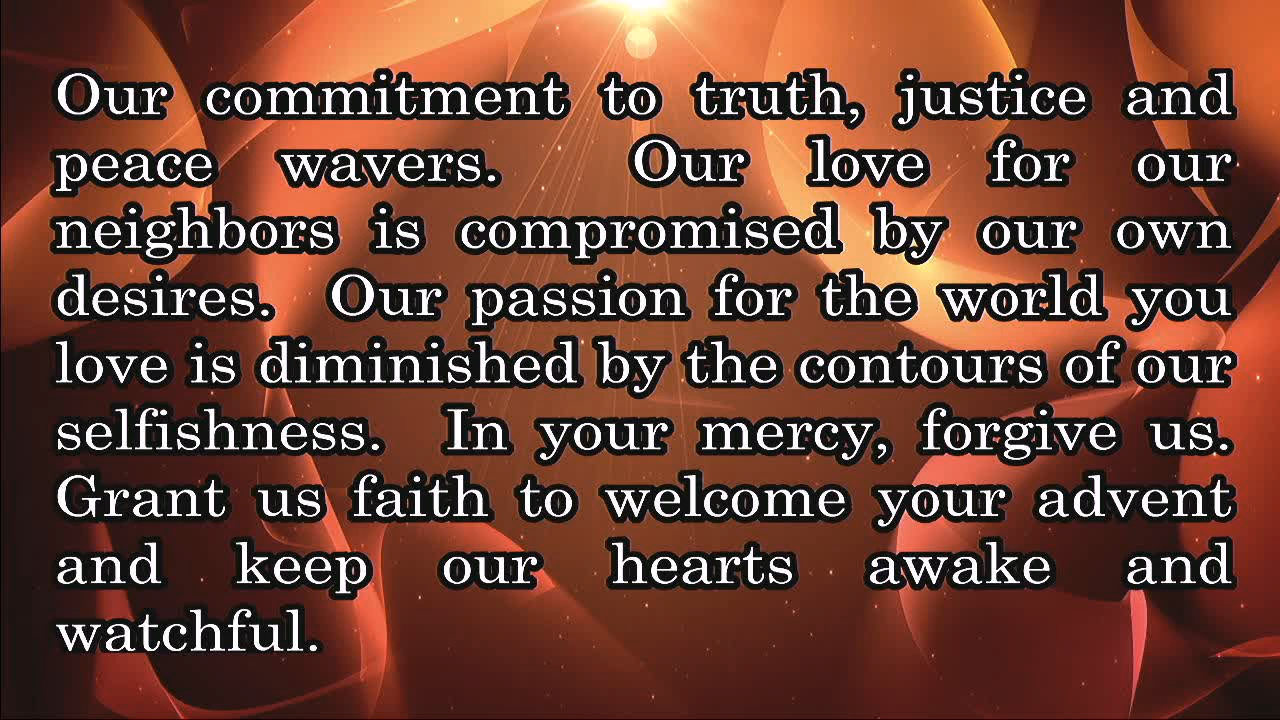 Our commitment to truth, justice and
peace wavers. Our love for our
neighbors is compromised by our own
desires. Our passion for the world you
love is diminished by the contours of our
selfishness. In your mercy, forgive us.
Grant us faith to welcome your advent
and keep our hearts awake and
watchful.